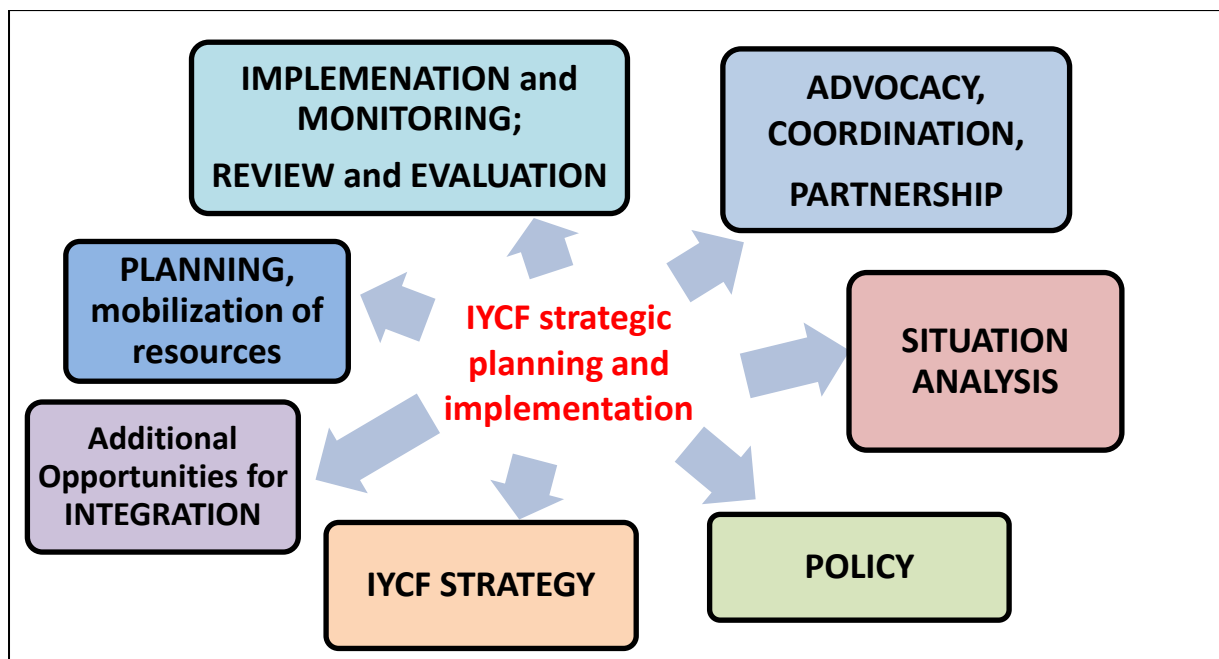 IMPLEMENATION and
MONITORING;
REVIEW and EVALUATION
ADVOCACY,
COORDINATION,
PARTNERSHIP
PLANNING,
mobilization of
resources
IYCF strategic
planning and
implementation
SITUATION
ANALYSIS
Additional
Opportunities for
INTEGRATION
IYCF STRATEGY
POLICY